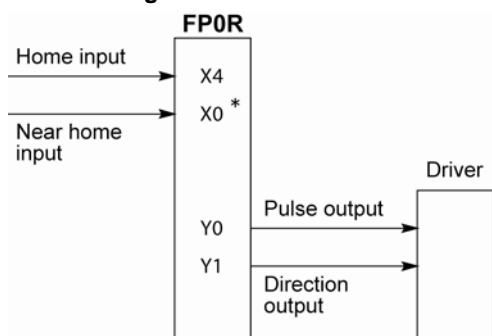 FP0R
Home input
X4
X0 *
Near home
input
Driver
Pulse output
Y0
Y1
Direction
output